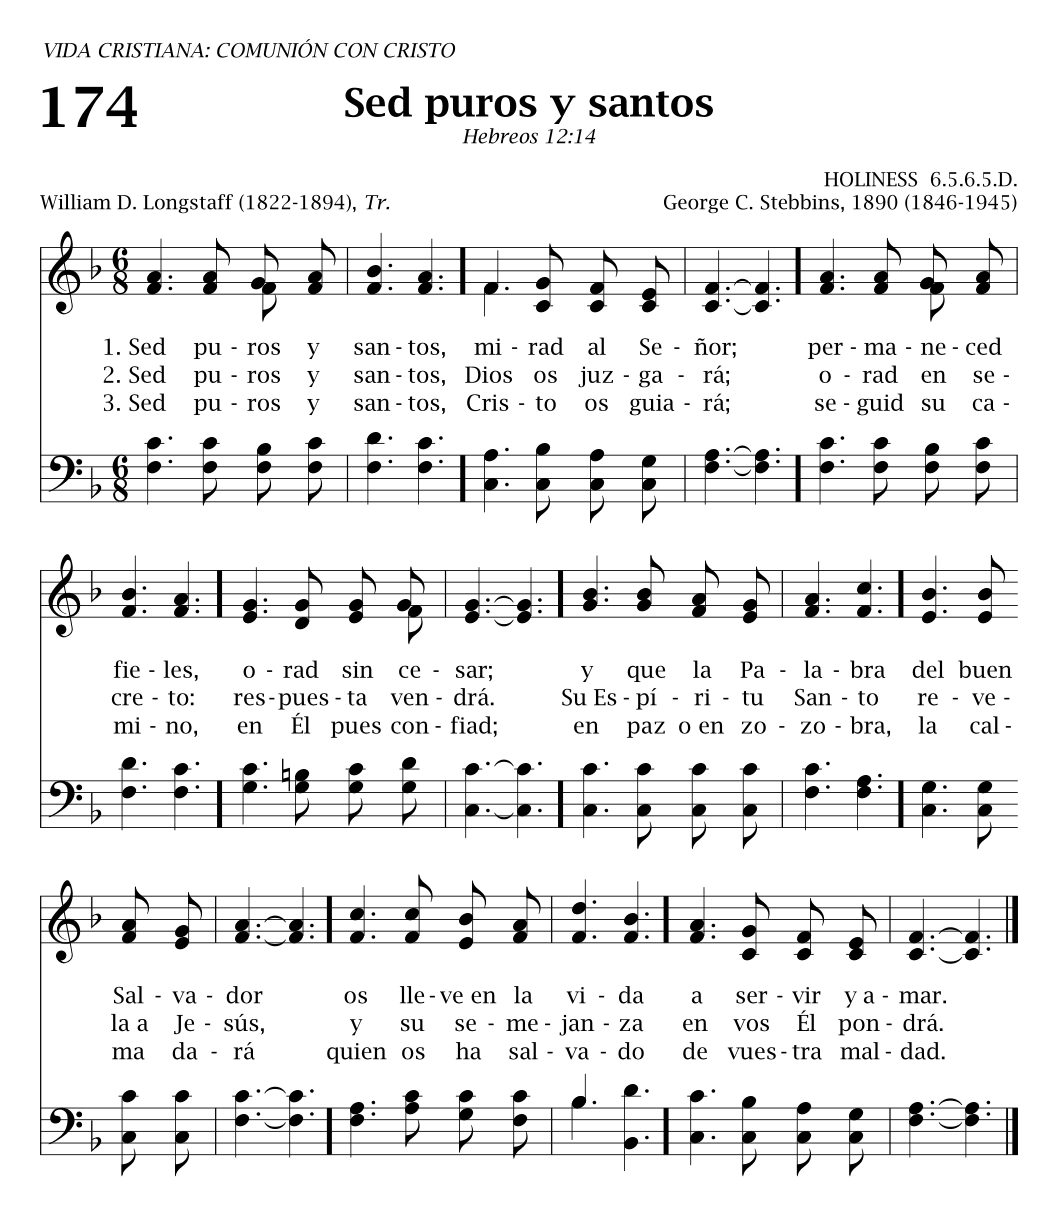 VIDA CRISTIANA: COMUNIÓN CON CRISTO
174
Sed puros y santos
Hebreos 12:14
HOLINESS 6.5.6.5.D.
William D. Longstaff (1822-1894), Tr.
George C. Stebbins, 1890 (1846-1945)
6 8
1. Sed pu - ros y san - tos, mi - rad al Se - ñor; per - ma - ne - ced
2. Sed pu - ros y san - tos, Dios os juz - ga - rá; o - rad en se -
3. Sed pu - ros y san - tos, Cris - to os guia - rá; se - guid su ca -
6 8
fie - les, o - rad sin ce - sar; y que la Pa - la - bra del buen
cre - to: res - pues - ta ven - drá. Su Es - pí - ri - tu San - to re - ve -
mi - no, en Él pues con - fiad; en paz o en zo - zo - bra, la cal -
Sal - va - dor os lle - ve en la vi - da a ser - vir y a - mar.
la a Je - sús, y su se - me - jan - za en vos Él pon - drá.
ma da - rá quien os ha sal - va - do de vues - tra mal - dad.